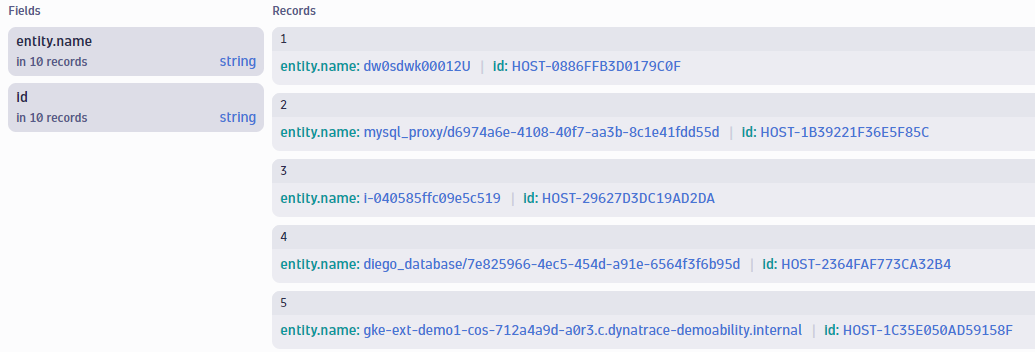 Fields
Records
entity.name
in 10 records
string
id
in 10 records
string
1
entity.name: dw0sdwk00012U | id: HOST-0886FFB3D0179C0F
2
entity.name: mysql_proxy/d6974a6e-4108-40f7-aa3b-8c1e41fdd55d | id: HOST-1B39221F36E5F85C
3
entity.name: i-040585ffc09e5c519 | id: HOST-29627D3DC19AD2DA
4
entity.name: diego_database/7e825966-4ec5-454d-a91e-6564f3f6b95d | id: HOST-2364FAF773CA32B4
5
entity.name: gke-ext-demo1-cos-712a4a9d-a0r3.c.dynatrace-demoability.internal | id: HOST-1C35E050AD59158F